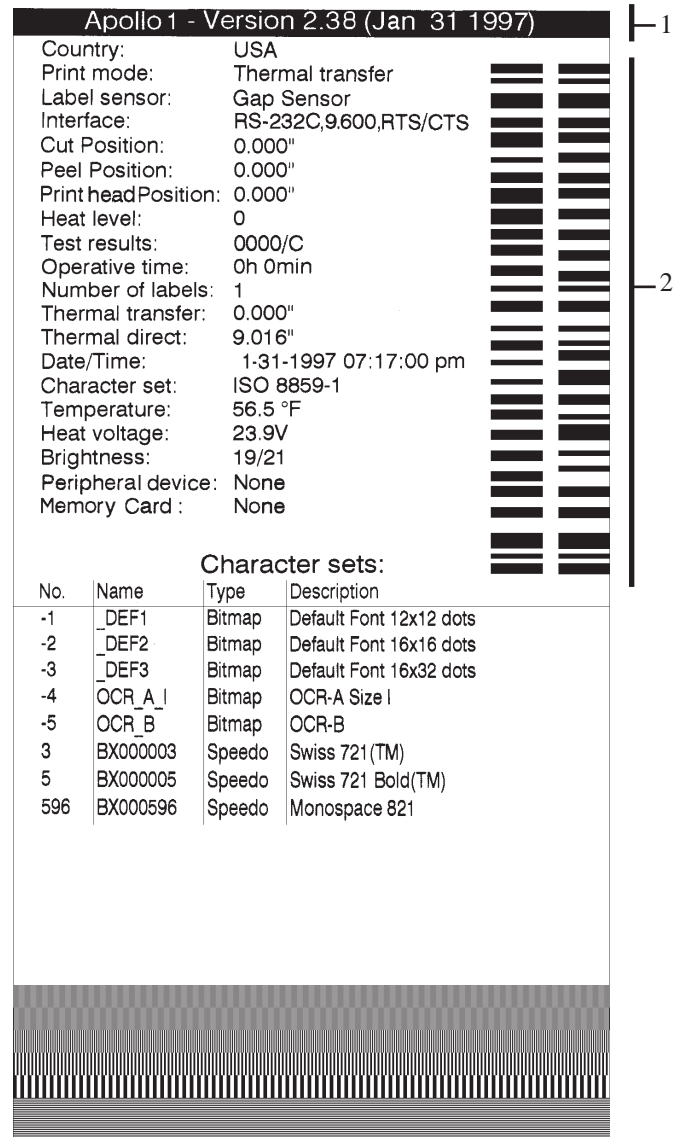 Apollo 1 - Version 2.38 (Jan 31 1997)
1
Country: USA
Print mode: Thermal transfer
Label sensor: Gap Sensor
Interface: RS-232C,9.600,RTS/CTS
Cut Position: 0.000"
Peel Position: 0.000"
Print head Position: 0.000"
Heat level: 0
Test results: 0000/C
Operative time: 0h 0min
2
Number of labels: 1
Thermal transfer: 0.000"
Thermal direct: 9.016"
Date/Time: 1-31-1997 07:17:00 pm
Character set: ISO 8859-1
Temperature: 56.5 °F
Heat voltage: 23.9V
Brightness: 19/21
Peripheral device: None
Memory Card : None
Character sets:
No. Name Type Description
-1 _DEF1 Bitmap Default Font 12x12 dots
-2 _DEF2 Bitmap Default Font 16x16 dots
-3 _DEF3 Bitmap Default Font 16x32 dots
-4 OCR_A_I Bitmap OCR-A Size I
-5 OCR_B Bitmap OCR-B
3 BX000003 Speedo Swiss 721(TM)
5 BX000005 Speedo Swiss 721 Bold(TM)
596 BX000596 Speedo Monospace 821